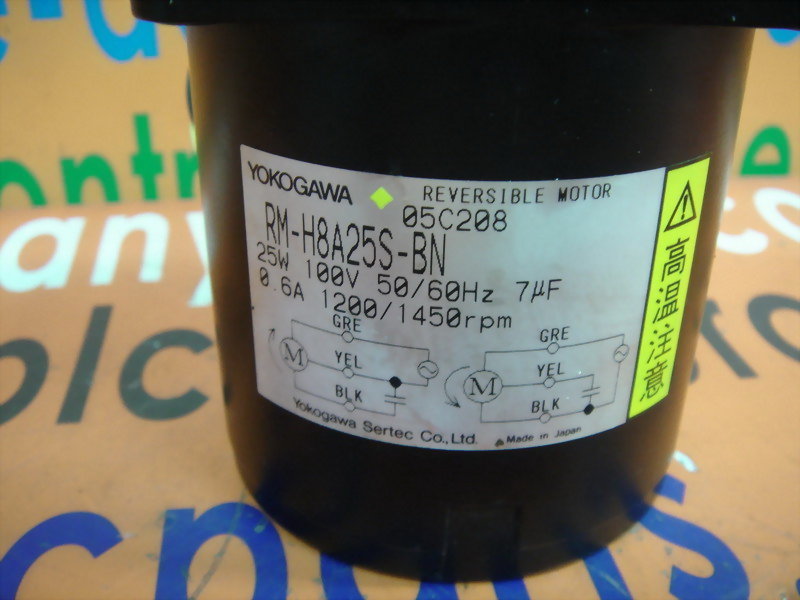 YOKOGAWA
REVERSIBLE MOTOR
05C208
RM-H8A25S-BN
25W 100V 50/60Hz 7μF
0.6A 1200/1450rpm
GRE
YEL
BLK
M
GRE
YEL
BLK
M
Yokogawa Sertec Co.,Ltd.
Made in Japan
高温注意